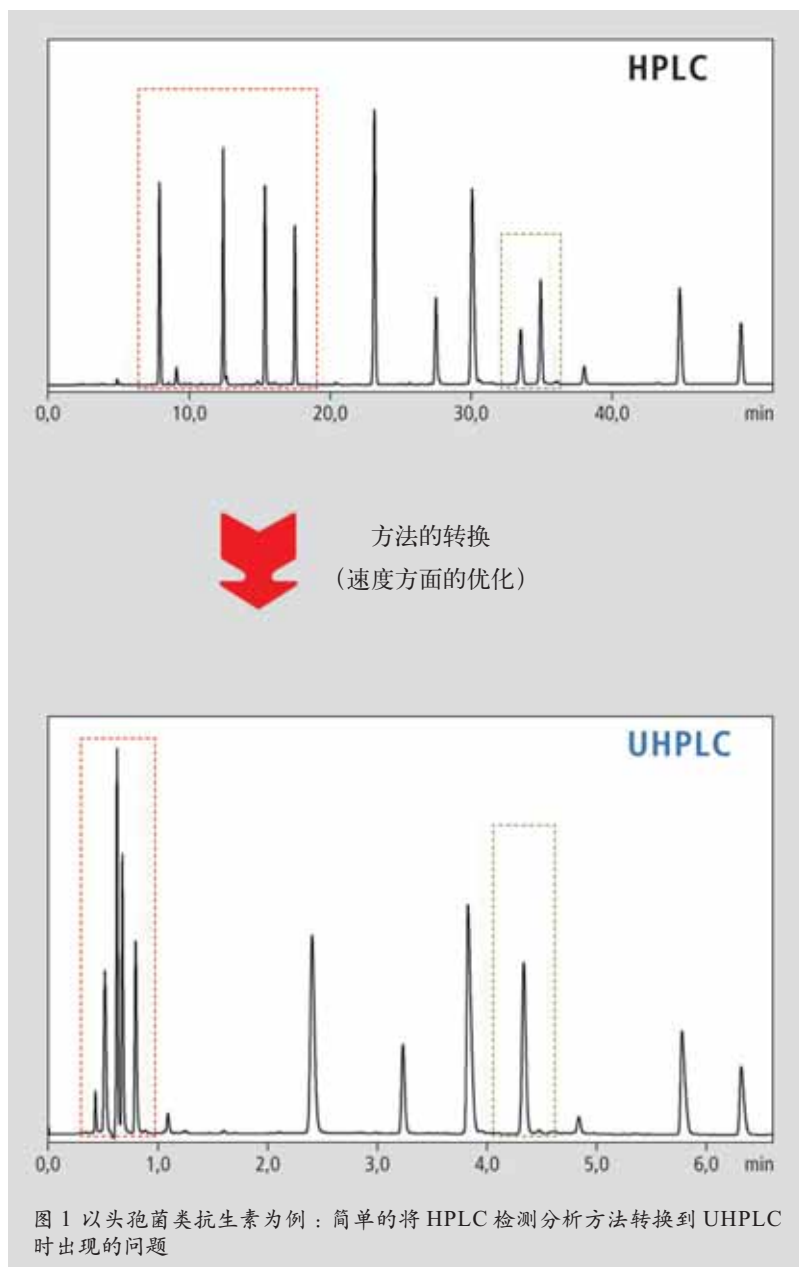 HPLC
0,0 10,0 20,0 30,0 40,0 min
方法的转换
（速度方面的优化）
UHPLC
0,0 1,0 2,0 3,0 4,0 5,0 6,0 min
图 1 以头孢菌类抗生素为例：简单的将 HPLC 检测分析方法转换到 UHPLC
时出现的问题